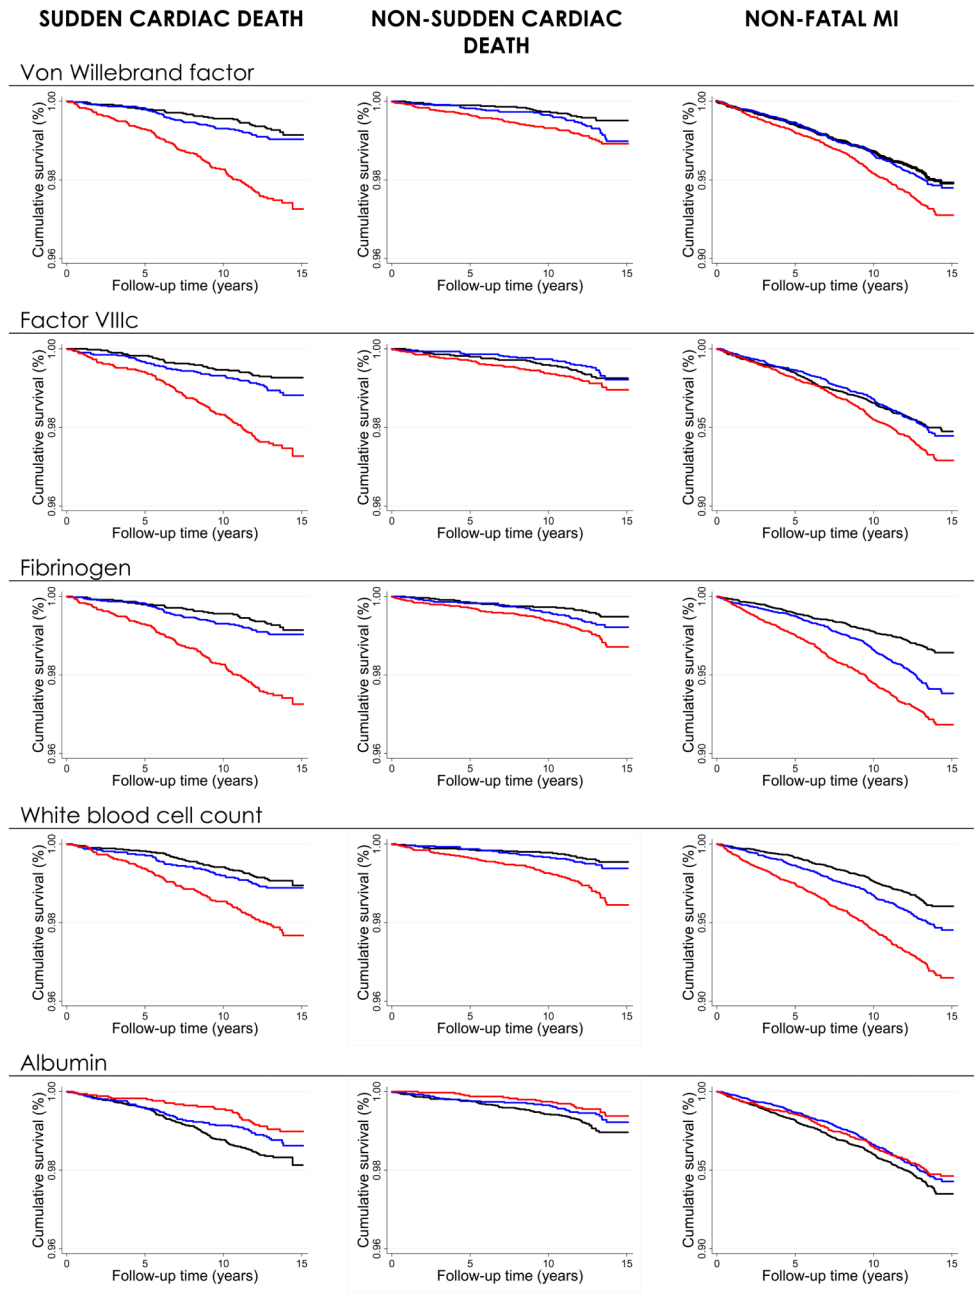 SUDDEN CARDIAC DEATH
NON-SUDDEN CARDIAC
DEATH
NON-FATAL MI
Von Willebrand factor
Cumulative survival (%)
1.00
0.98
0.96
0 5 10 15
Follow-up time (years)
Cumulative survival (%)
1.00
0.98
0.96
0 5 10 15
Follow-up time (years)
Cumulative survival (%)
1.00
0.95
0.90
0 5 10 15
Follow-up time (years)
Factor VIIIc
Cumulative survival (%)
1.00
0.98
0.96
0 5 10 15
Follow-up time (years)
Cumulative survival (%)
1.00
0.98
0.96
0 5 10 15
Follow-up time (years)
Cumulative survival (%)
1.00
0.95
0.90
0 5 10 15
Follow-up time (years)
Fibrinogen
Cumulative survival (%)
1.00
0.98
0.96
0 5 10 15
Follow-up time (years)
Cumulative survival (%)
1.00
0.98
0.96
0 5 10 15
Follow-up time (years)
Cumulative survival (%)
1.00
0.95
0.90
0 5 10 15
Follow-up time (years)
White blood cell count
Cumulative survival (%)
1.00
0.98
0.96
0 5 10 15
Follow-up time (years)
Cumulative survival (%)
1.00
0.98
0.96
0 5 10 15
Follow-up time (years)
Cumulative survival (%)
1.00
0.95
0.90
0 5 10 15
Follow-up time (years)
Albumin
Cumulative survival (%)
1.00
0.98
0.96
0 5 10 15
Follow-up time (years)
Cumulative survival (%)
1.00
0.98
0.96
0 5 10 15
Follow-up time (years)
Cumulative survival (%)
1.00
0.95
0.90
0 5 10 15
Follow-up time (years)